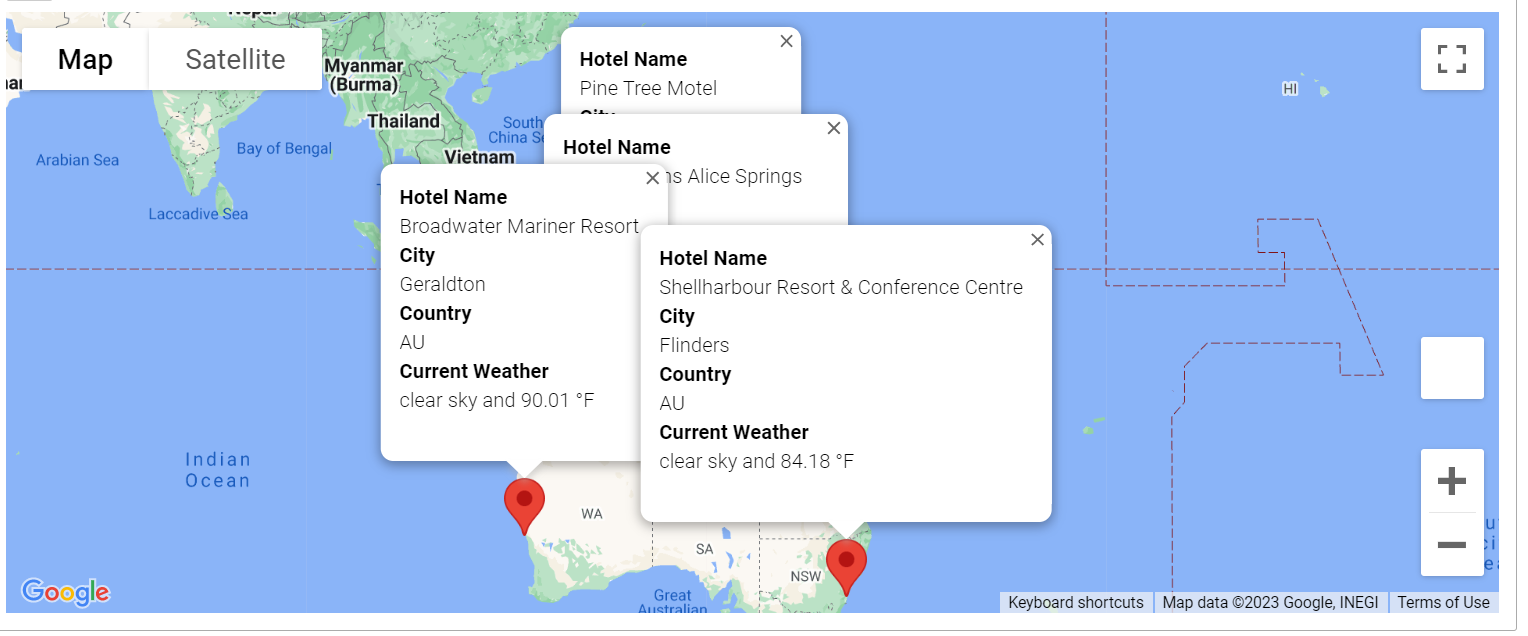 Nepal
Map
Satellite
Myanmar
(Burma)
Thailand
Vietnam
South
China Se
Bay of Bengal
Arabian Sea
Laccadive Sea
HI
Hotel Name
Pine Tree Motel
City
Hotel Name
ns Alice Springs
Hotel Name
Broadwater Mariner Resort
City
Geraldton
Country
AU
Current Weather
clear sky and 90.01 °F
Hotel Name
Shellharbour Resort & Conference Centre
City
Flinders
Country
AU
Current Weather
clear sky and 84.18 °F
Indian
Ocean
WA
SA
NSW
Great
Australian
Google
Keyboard shortcuts
Map data ©2023 Google, INEGI
Terms of Use